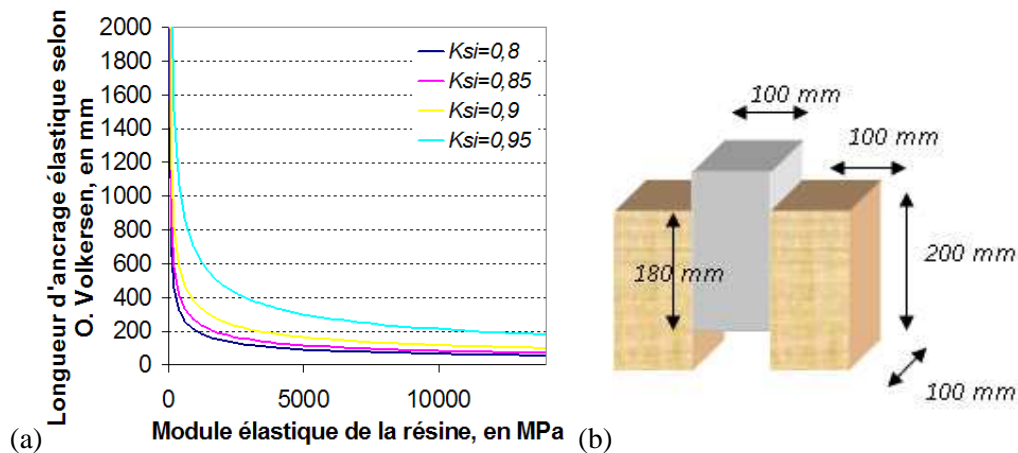 2000
1800
1600
1400
1200
1000
800
600
400
200
0
Longueur d'ancrage élastique selon
O. Volkersen, en mm
Ksi=0,8
Ksi=0,85
Ksi=0,9
Ksi=0,95
0 5000 10000
Module élastique de la résine, en MPa
(a)
100 mm
100 mm
180 mm
200 mm
100 mm
(b)